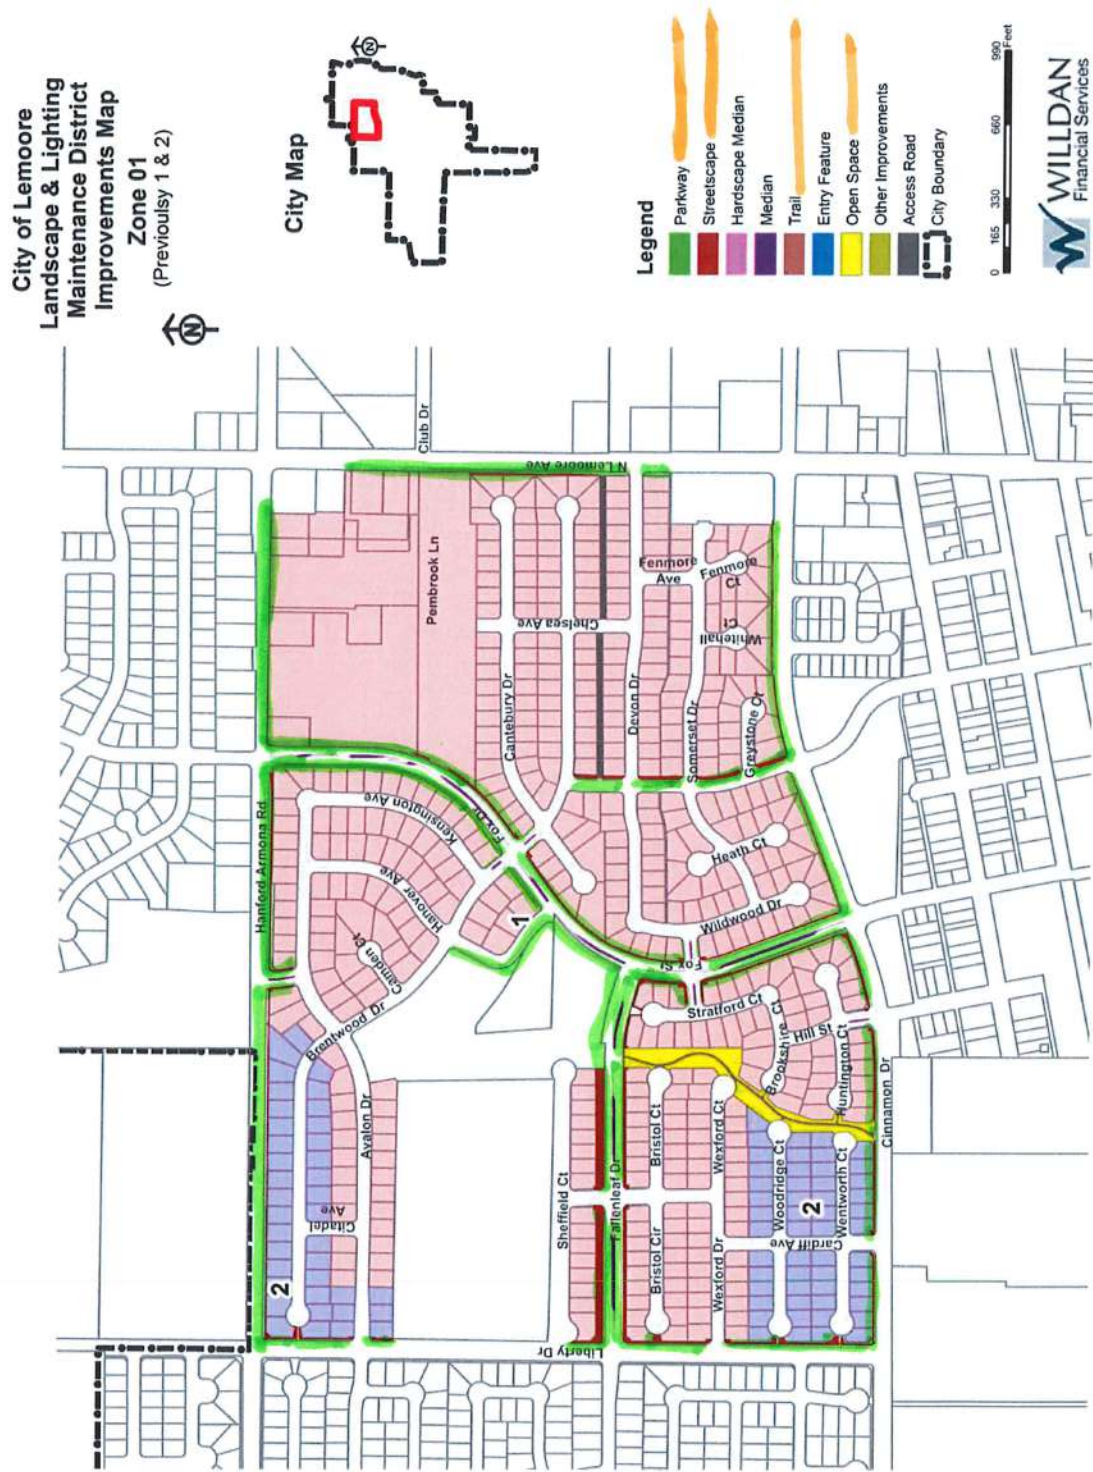 City of Lemoore
Landscape & Lighting
Maintenance District
Improvements Map
Zone 01
(Previoulsy 1 & 2)
N
City Map
N
Legend
Parkway
Streetscape
Hardscape Median
Median
Trail
Entry Feature
Open Space
Other Improvements
Access Road
City Boundary
0 165 330 660 990
Feet
WILLDAN
Financial Services
Hanford Armona Rd
Club Dr
N Lemoore Ave
Pembrook Ln
Kensington Ave
Fox Dr
Hanover Ave
Camden Ct
Brentwood Dr
1
2
Avalon Dr
Citadel
Ave
Cantebury Dr
Chelsea Ave
Devon Dr
Fenmore
Ave
Fenmore
Ct
Whitehall
Ct
Somerset Dr
Greystone Ct
Heath Ct
Wildwood Dr
Fox St
Stratford Ct
Brookshire Ct
Hill St
Huntington Ct
Cinnamon Dr
Sheffield Ct
Fallenleaf Dr
Liberty Dr
Bristol Ct
Bristol Cir
Wexford Ct
Wexford Dr
Woodridge Ct
2
Wentworth Ct
Cardiff Ave